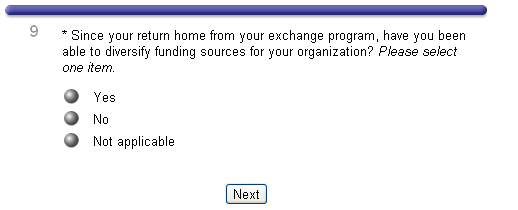 9
* Since your return home from your exchange program, have you been
able to diversify funding sources for your organization? Please select
one item.
Yes
No
Not applicable
Next